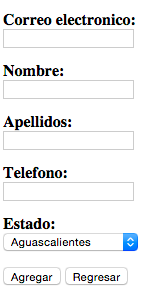 Correo electronico:
Nombre:
Apellidos:
Telefono:
Estado:
Aguascalientes
Agregar Regresar